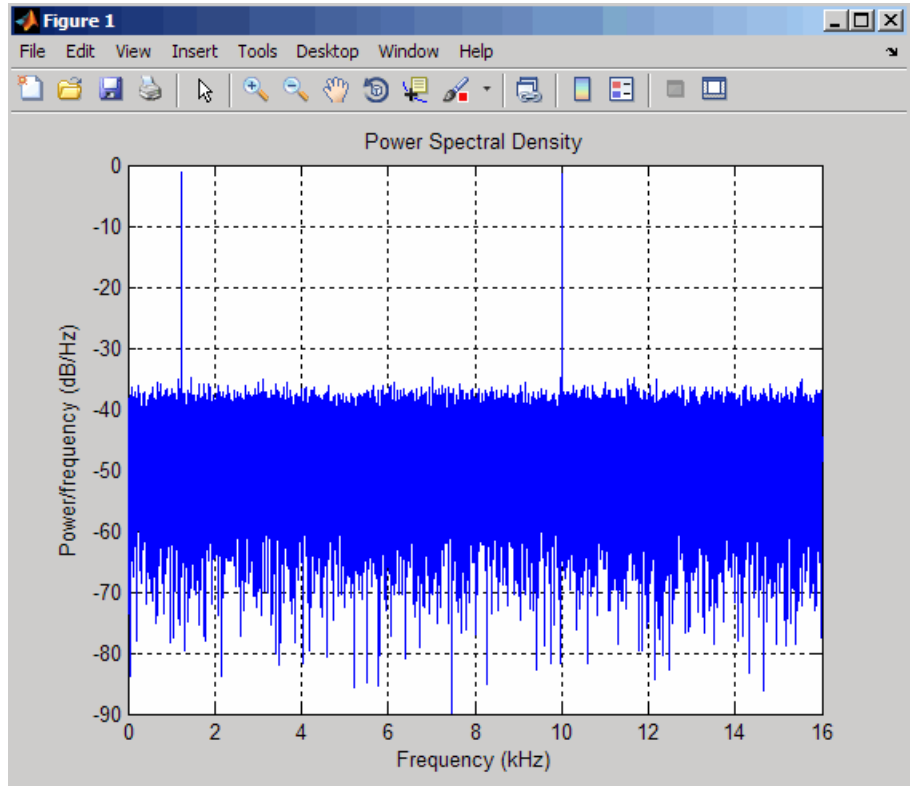 Figure 1
File Edit View Insert Tools Desktop Window Help
Power Spectral Density
0
-10
-20
-30
-40
-50
-60
-70
-80
-90
Power/frequency (dB/Hz)
0 2 4 6 8 10 12 14 16
Frequency (kHz)